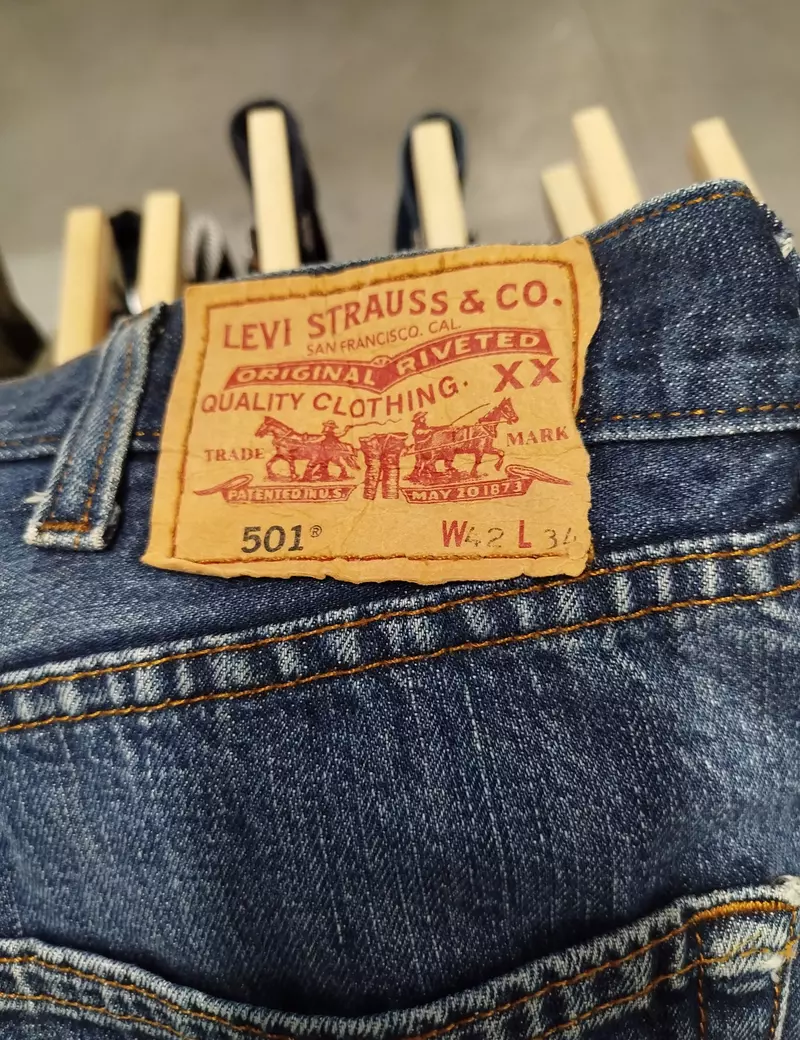 LEVI STRAUSS & CO.
SAN FRANCISCO. CAL.
ORIGINAL RIVETED
QUALITY CLOTHING. XX
TRADE MARK
PATENTED IN U.S. MAY 20 1873
501® W42 L 34